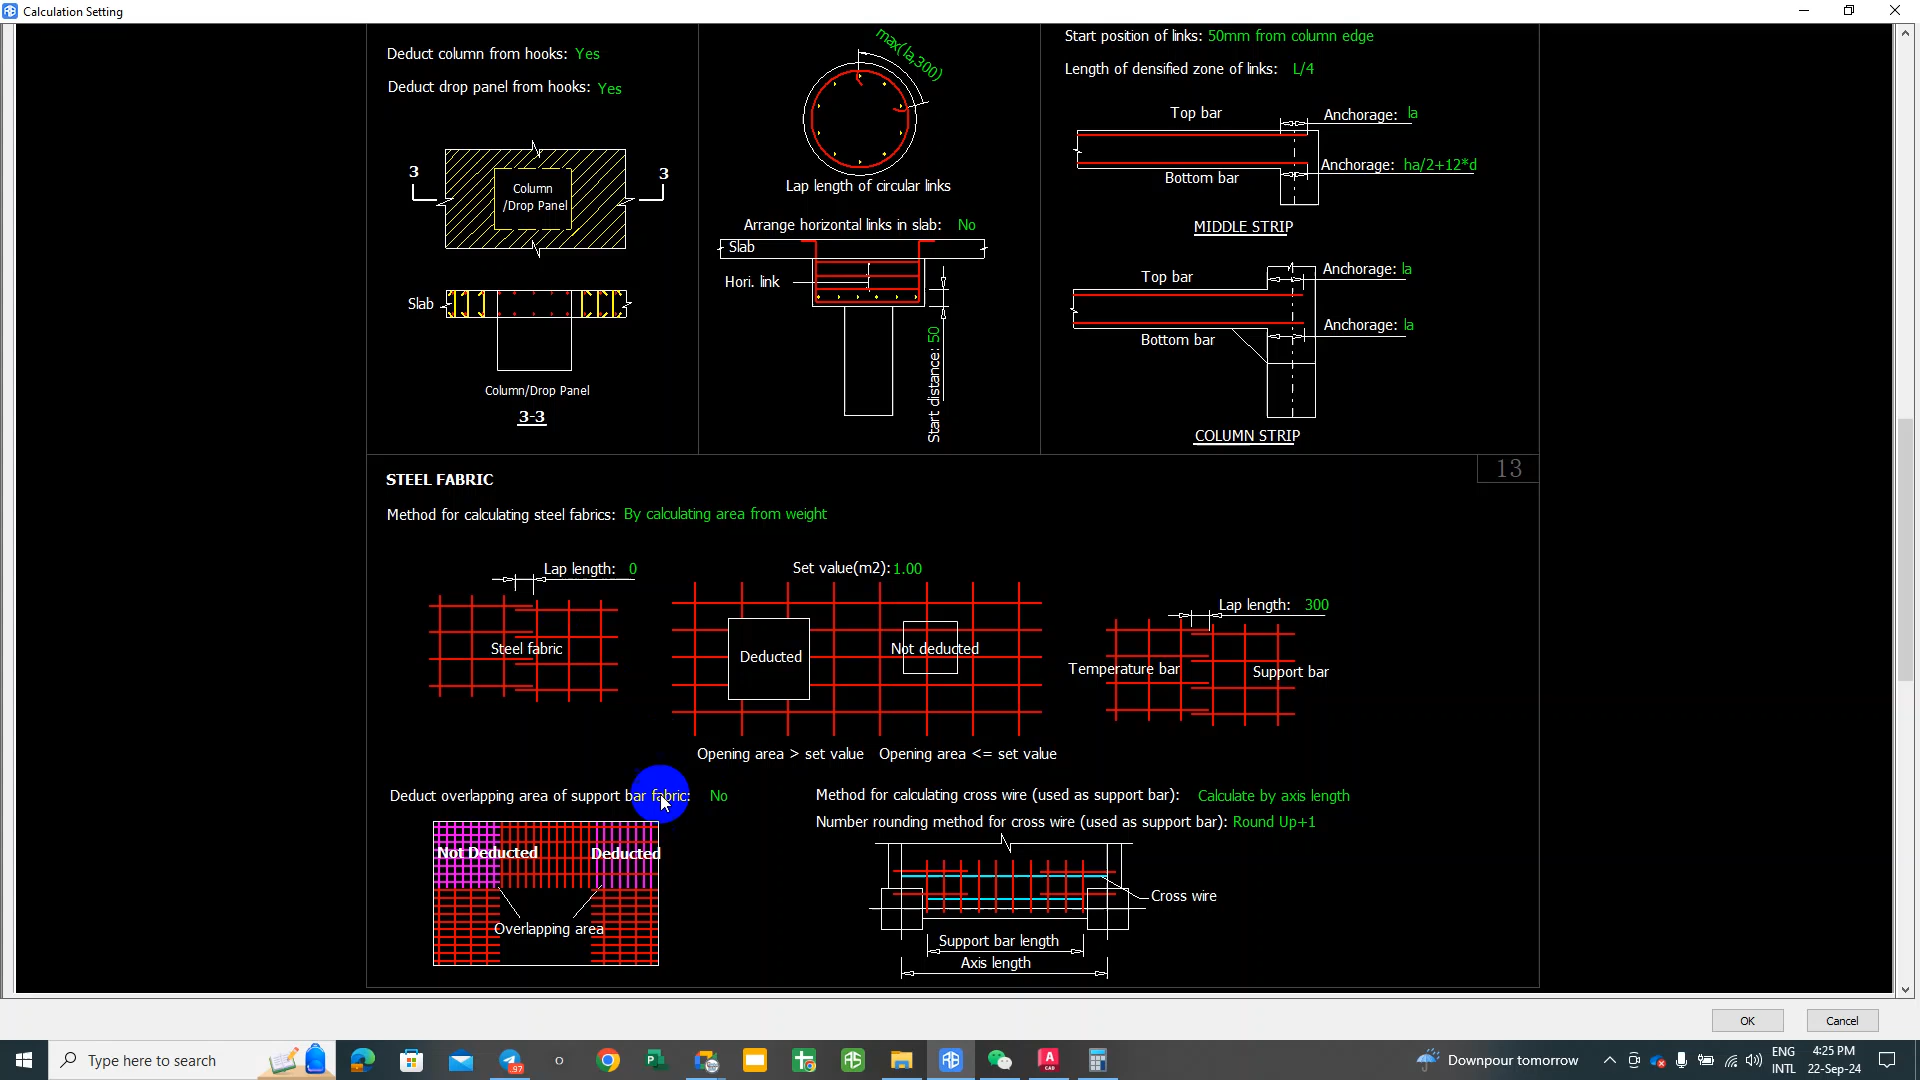 Calculation Setting
Deduct column from hooks: Yes
Deduct drop panel from hooks: Yes
3
3
Column
/Drop Panel
Slab
Column/Drop Panel
3-3
max(la,300)
Lap length of circular links
Arrange horizontal links in slab: No
Slab
Hori. link
Start distance: 50
Start position of links: 50mm from column edge
Length of densified zone of links: L/4
Top bar
Anchorage: la
Anchorage: ha/2+12*d
Bottom bar
MIDDLE STRIP
Top bar
Anchorage: la
Anchorage: la
Bottom bar
COLUMN STRIP
STEEL FABRIC
13
Method for calculating steel fabrics: By calculating area from weight
Lap length: 0
Steel fabric
Set value(m2): 1.00
Deducted
Not deducted
Opening area > set value
Opening area <= set value
Lap length: 300
Temperature bar
Support bar
Deduct overlapping area of support bar fabric: No
Not Deducted
Deducted
Overlapping area
Method for calculating cross wire (used as support bar): Calculate by axis length
Number rounding method for cross wire (used as support bar): Round Up+1
Cross wire
Support bar length
Axis length
OK
Cancel
Type here to search
97
Downpour tomorrow
ENG
INTL
4:25 PM
22-Sep-24